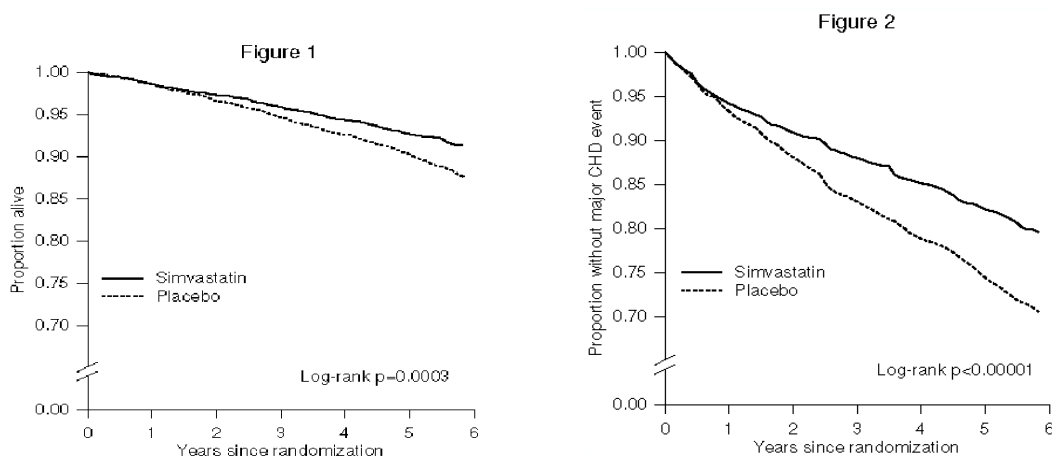 Figure 1
1.00
0.95
0.90
0.85
0.80
0.75
0.70
0.00
Proportion alive
Simvastatin
Placebo
Log-rank p=0.0003
0 1 2 3 4 5 6
Years since randomization
Figure 2
1.00
0.95
0.90
0.85
0.80
0.75
0.70
0.00
Proportion without major CHD event
Simvastatin
Placebo
Log-rank p<0.00001
0 1 2 3 4 5 6
Years since randomization